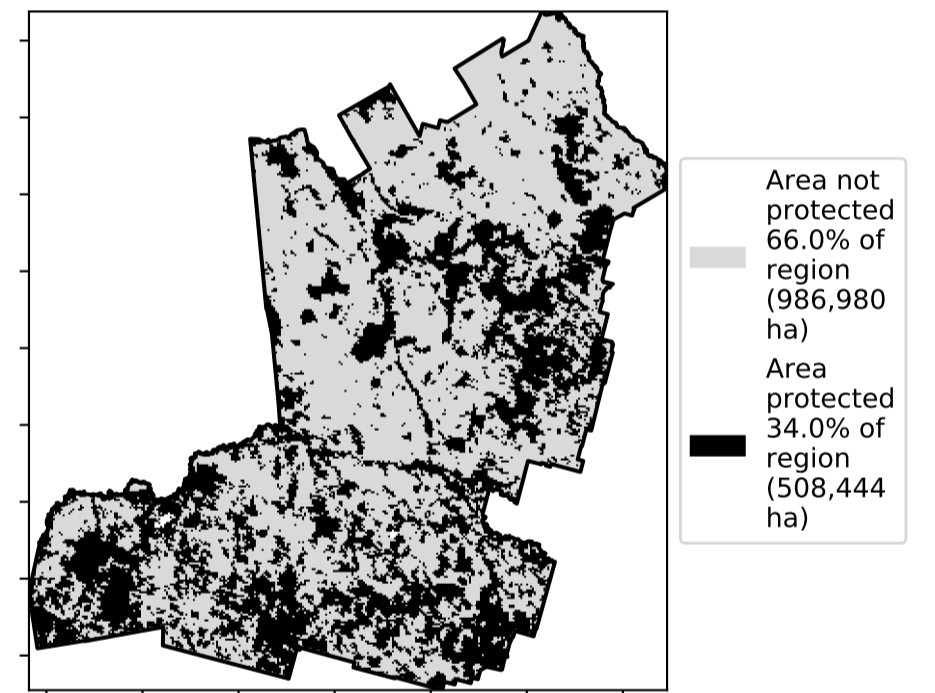 Area not
protected
66.0% of
region
(986,980
ha)
Area
protected
34.0% of
region
(508,444
ha)